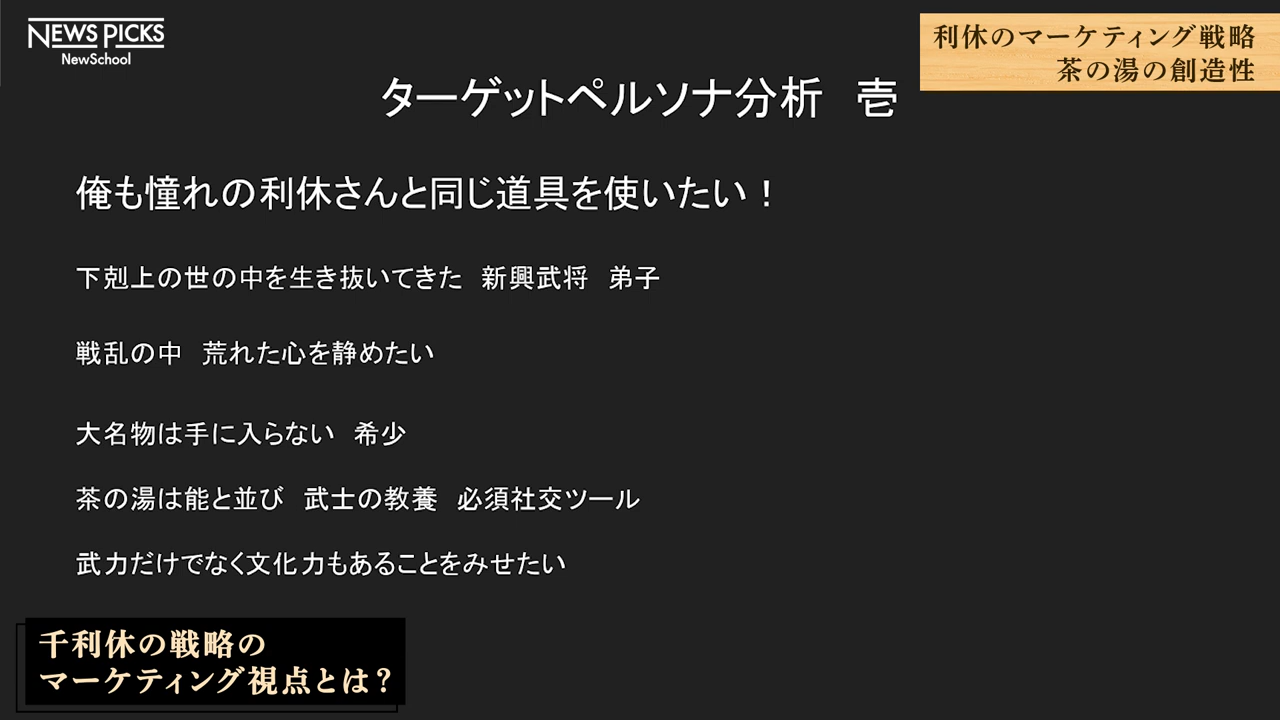 NEWS PICKS
NewSchool
利休のマーケティング戦略
茶の湯の創造性
ターゲットペルソナ分析　壱
俺も憧れの利休さんと同じ道具を使いたい！
下剋上の世の中を生き抜いてきた　新興武将　弟子
戦乱の中　荒れた心を静めたい
大名物は手に入らない　希少
茶の湯は能と並び　武士の教養　必須社交ツール
武力だけでなく文化力もあることをみせたい
千利休の戦略の
マーケティング視点とは？